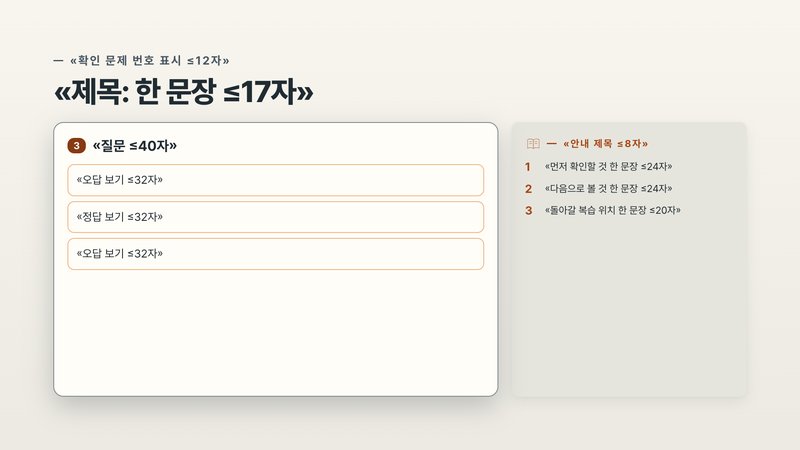 — «확인 문제 번호 표시 ≤12자»
«제목: 한 문장 ≤17자»
3 «질문 ≤40자»
«오답 보기 ≤32자»
«정답 보기 ≤32자»
«오답 보기 ≤32자»
— «안내 제목 ≤8자»
1 «먼저 확인할 것 한 문장 ≤24자»
2 «다음으로 볼 것 한 문장 ≤24자»
3 «돌아갈 복습 위치 한 문장 ≤20자»